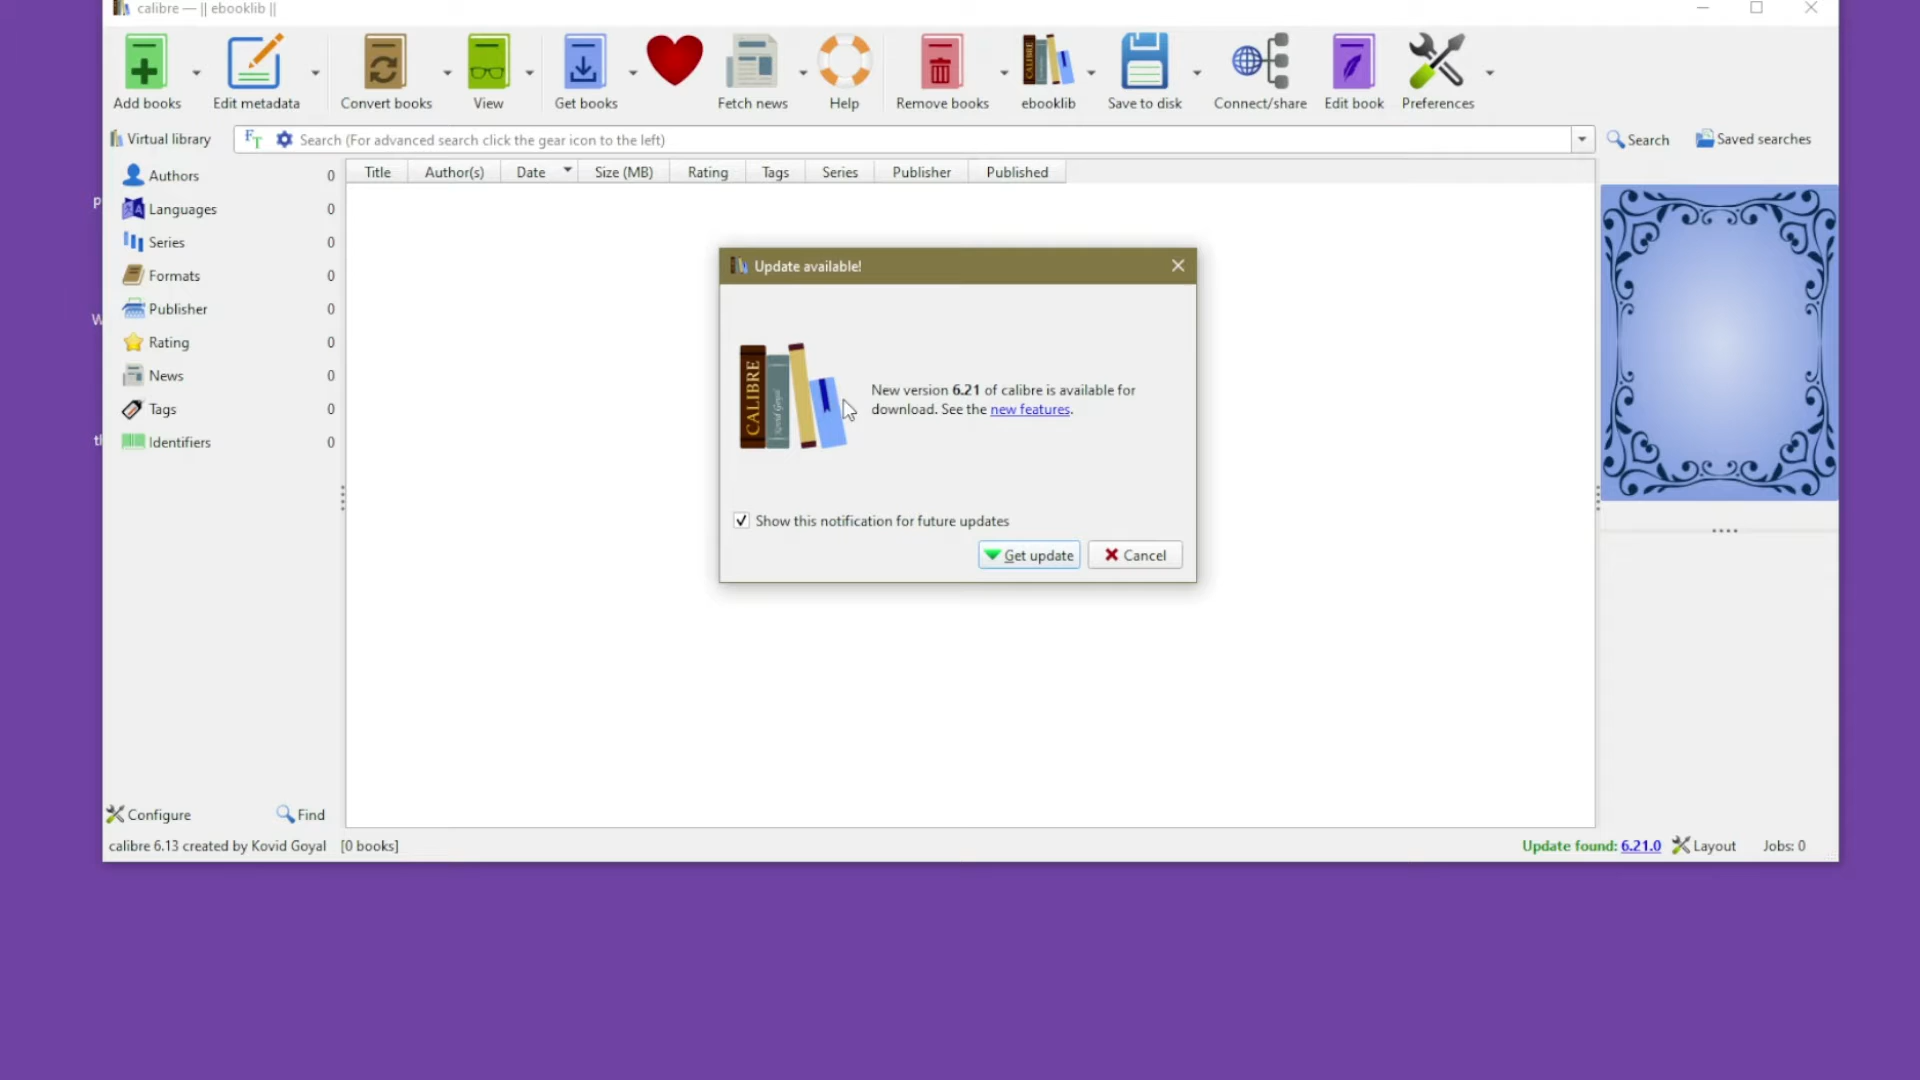 calibre — || ebooklib ||
Add books
Edit metadata
Convert books
View
Get books
Fetch news
Help
Remove books
CALIBRE
ebooklib
Save to disk
Connect/share
Edit book
Preferences
Virtual library
FT
Search (For advanced search click the gear icon to the left)
Search
Saved searches
Authors 0
Languages 0
Series 0
Formats 0
Publisher 0
Rating 0
News 0
Tags 0
Identifiers 0
Title
Author(s)
Date
Size (MB)
Rating
Tags
Series
Publisher
Published
p
W
Update available!
CALIBRE
Kovid Goyal
New version 6.21 of calibre is available for
download. See the new features.
Show this notification for future updates
Get update
Cancel
Configure
Find
calibre 6.13 created by Kovid Goyal [0 books]
Update found: 6.21.0
Layout
Jobs: 0